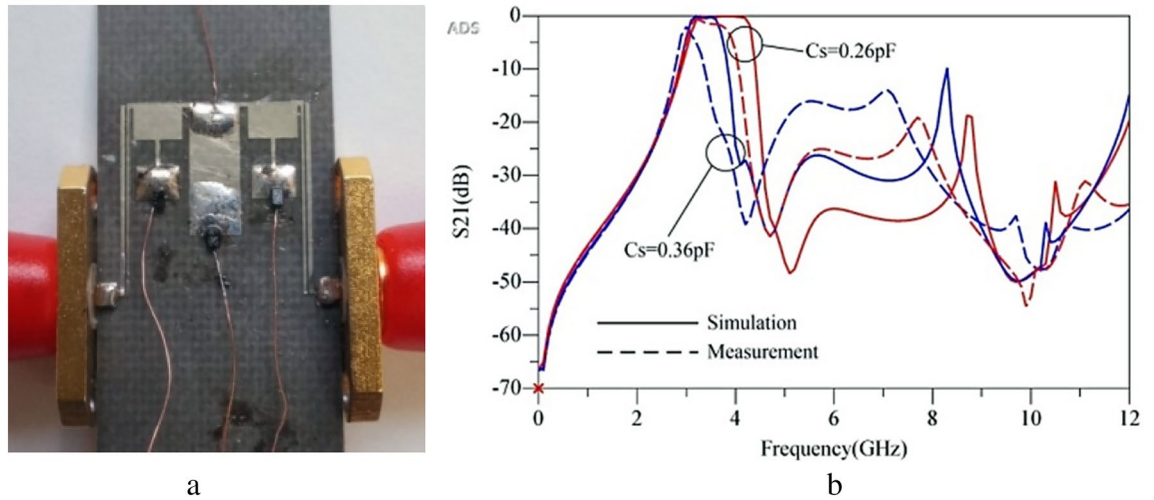 ADS
0
-10
-20
-30
-40
-50
-60
-70
S21(dB)
Cs=0.26pF
Cs=0.36pF
Simulation
Measurement
0 2 4 6 8 10 12
Frequency(GHz)
a b